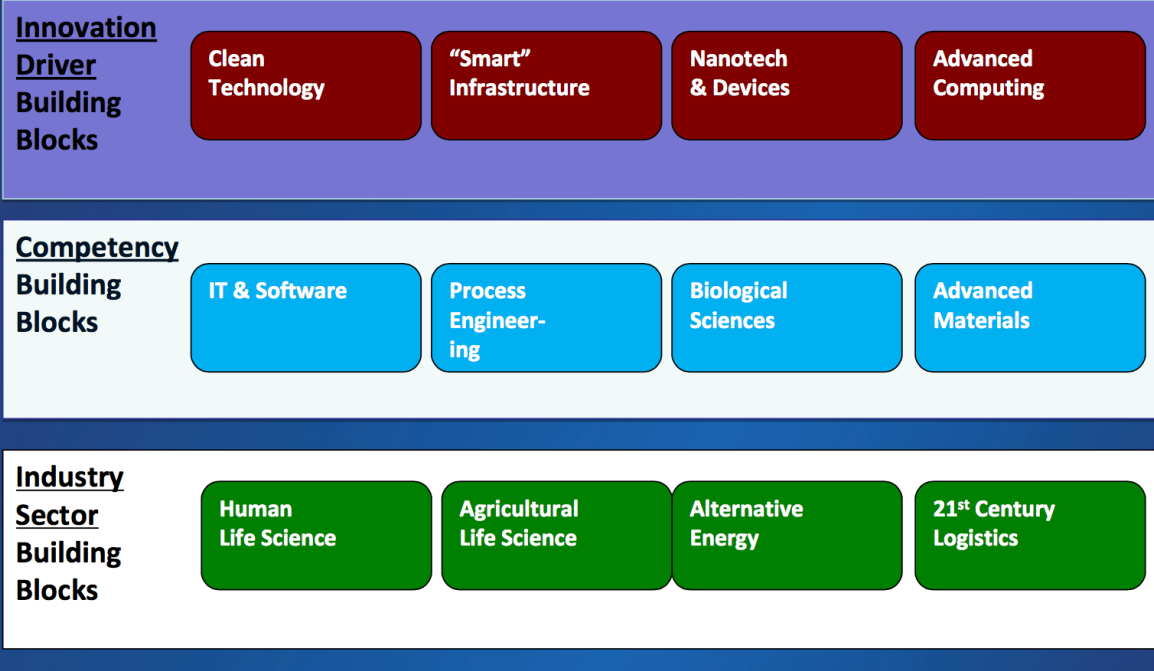 Innovation
Driver
Building
Blocks
Clean
Technology
“Smart”
Infrastructure
Nanotech
& Devices
Advanced
Computing
Competency
Building
Blocks
IT & Software
Process
Engineer-
ing
Biological
Sciences
Advanced
Materials
Industry
Sector
Building
Blocks
Human
Life Science
Agricultural
Life Science
Alternative
Energy
21st Century
Logistics